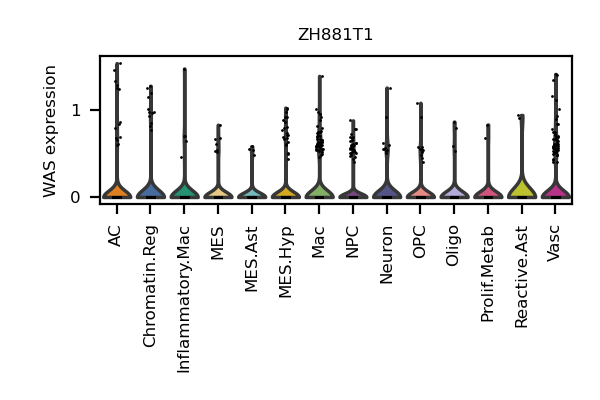 ZH881T1
WAS expression
1
0
AC
Chromatin.Reg
Inflammatory.Mac
MES
MES.Ast
MES.Hyp
Mac
NPC
Neuron
OPC
Oligo
Prolif.Metab
Reactive.Ast
Vasc